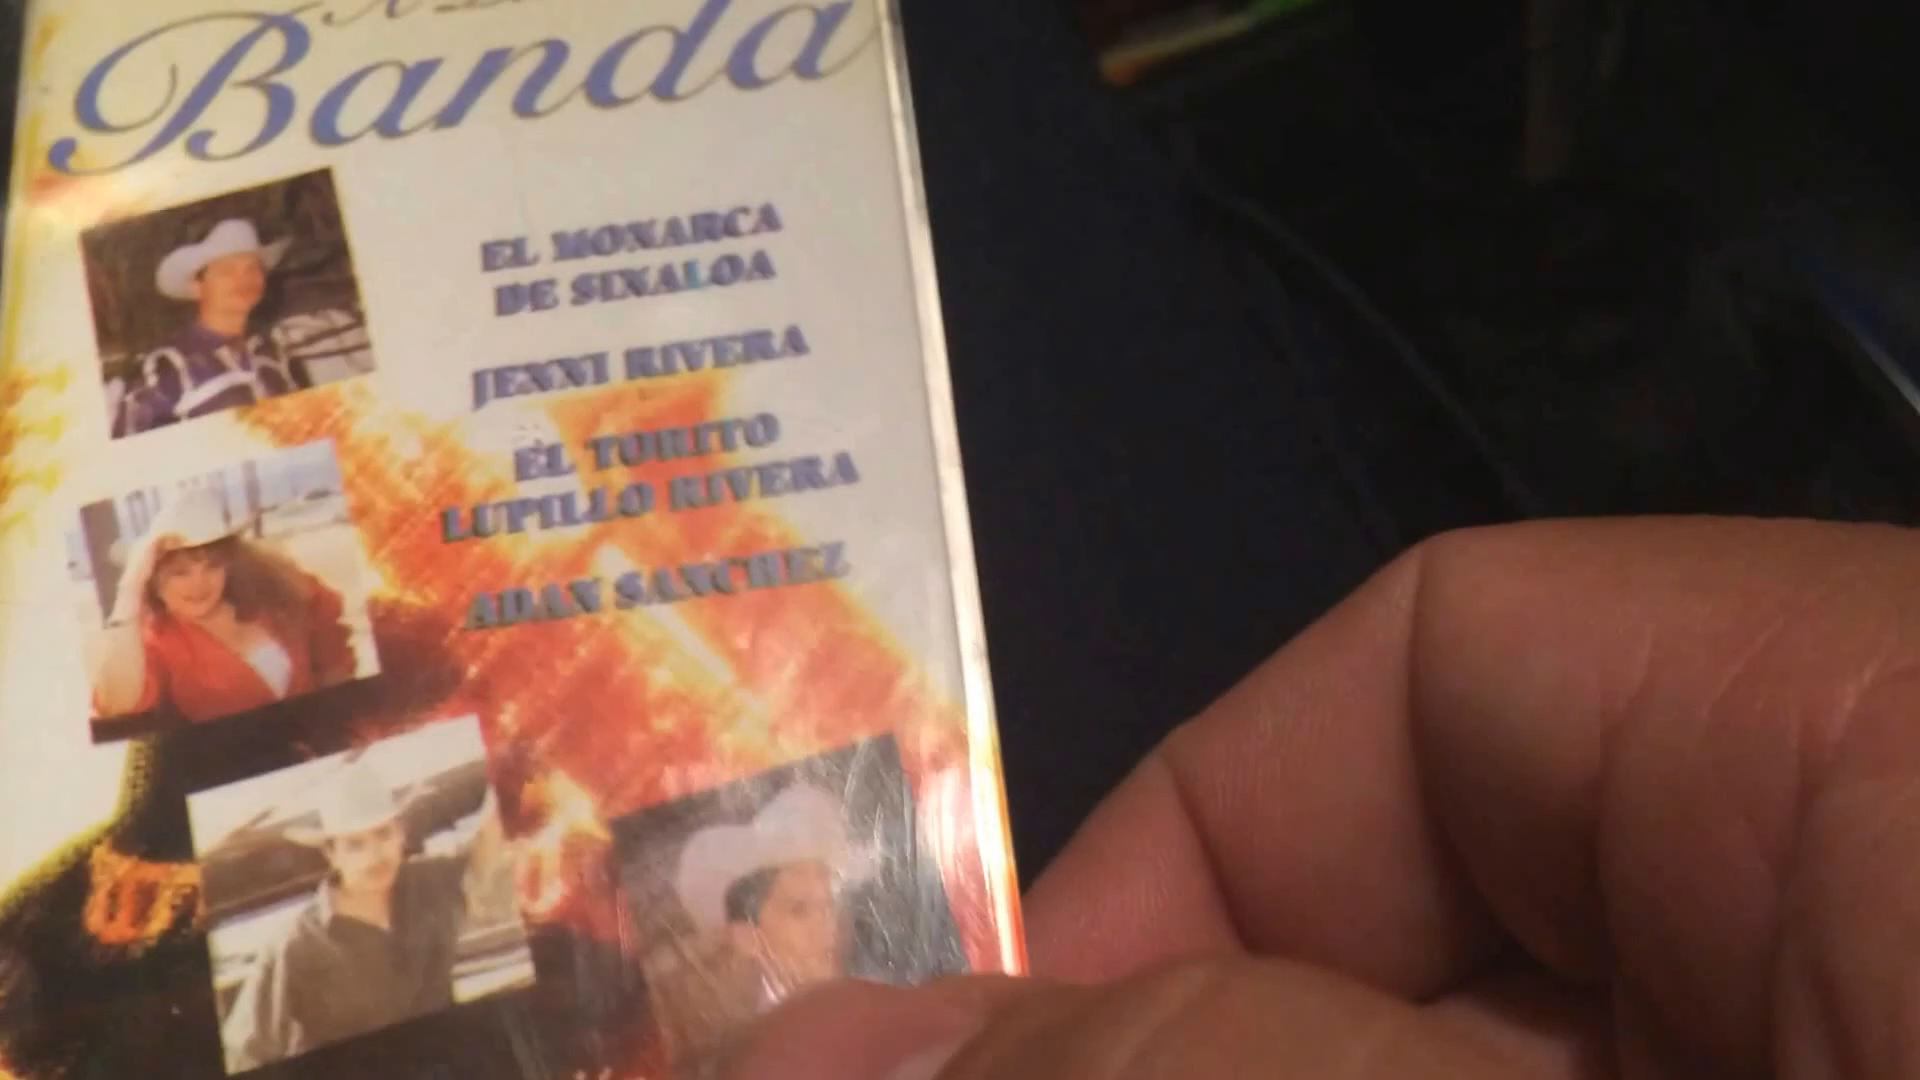 Banda
EL MONARCA
DE SINALOA
JENNI RIVERA
EL TORITO
LUPILLO RIVERA
ADAN SANCHEZ